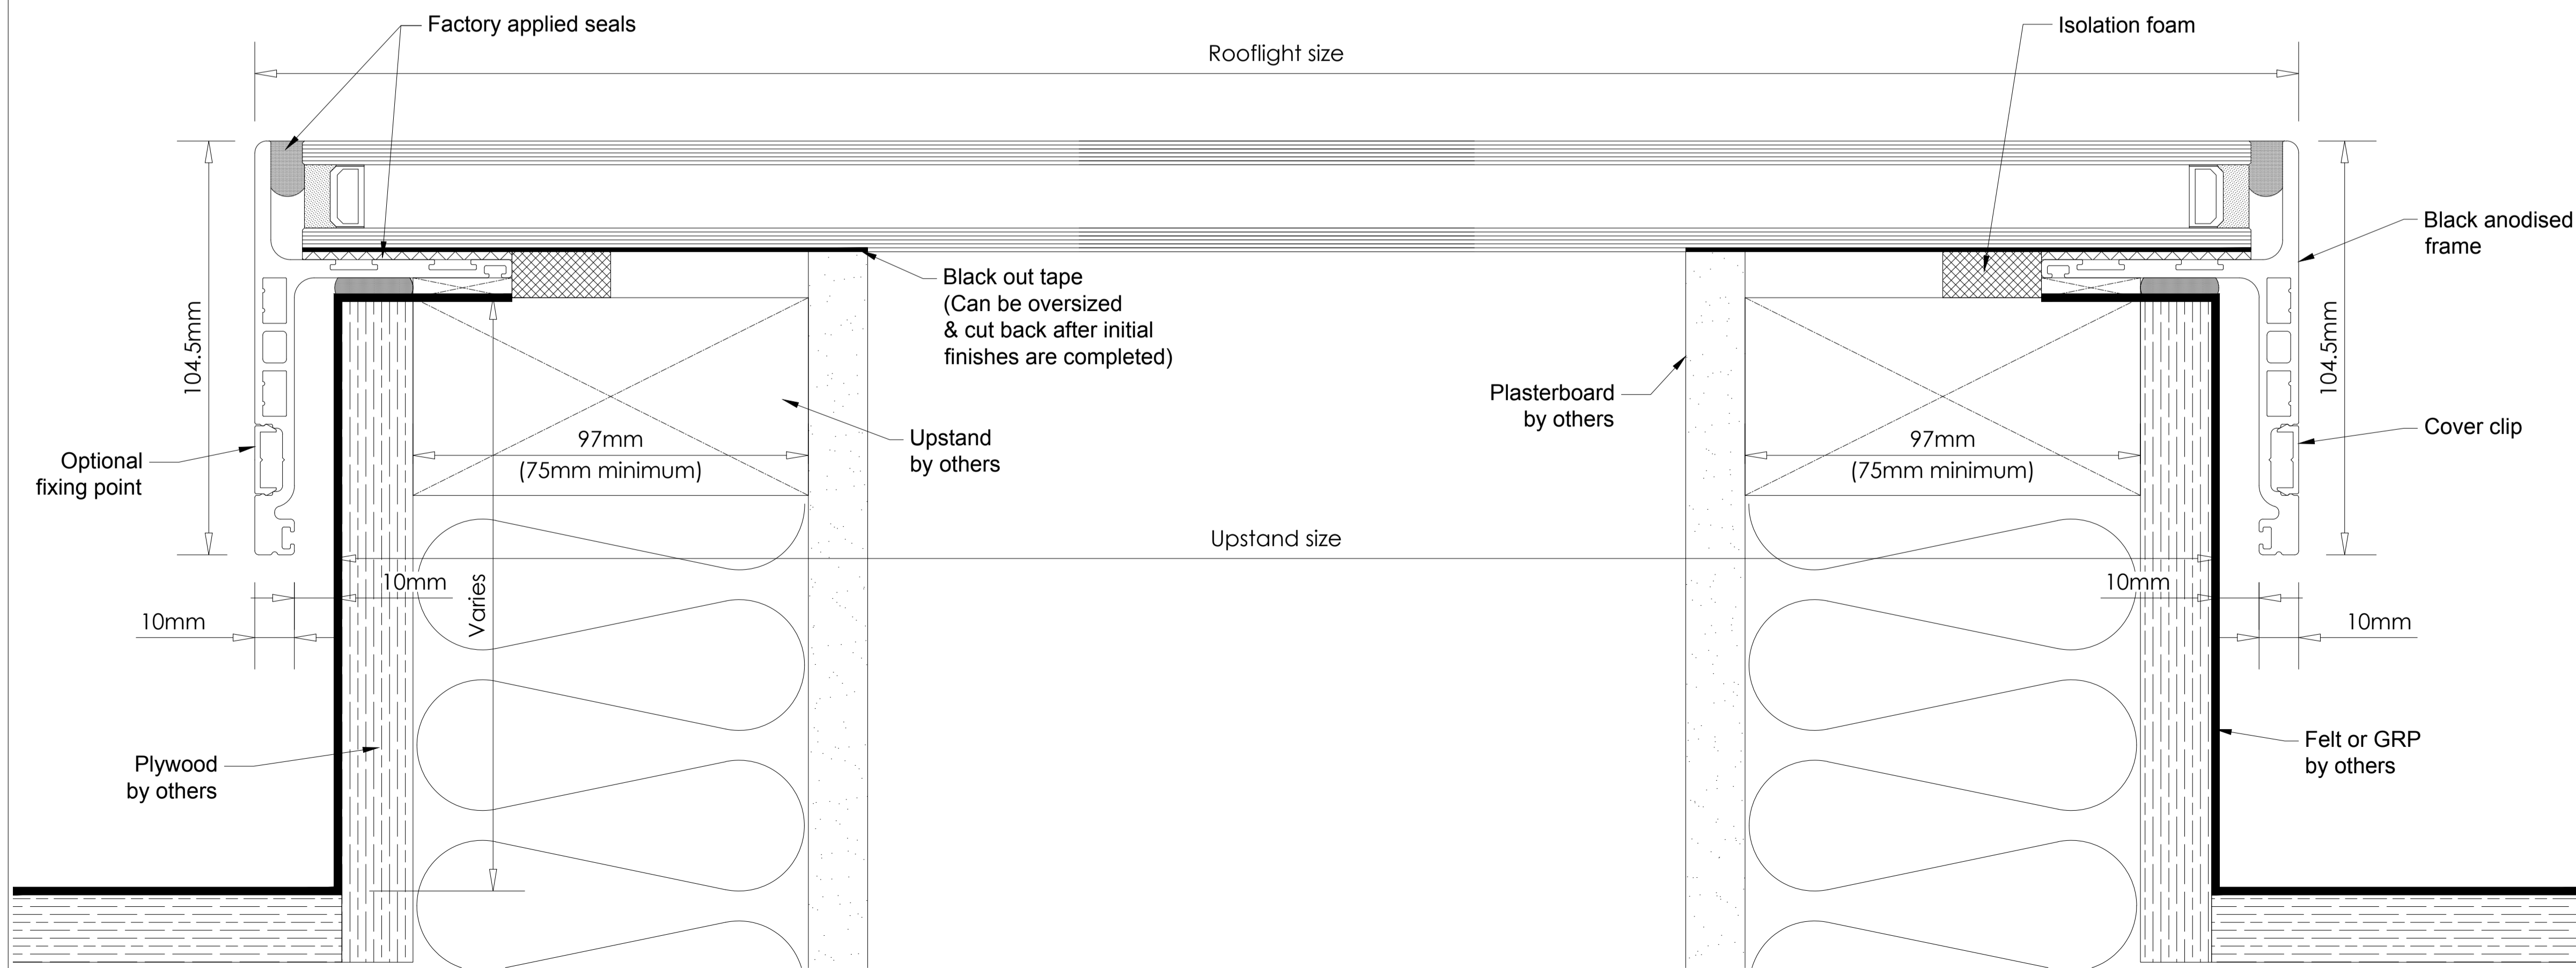 Factory applied seals
Isolation foam
Rooflight size
Black anodised
frame
Black out tape
(Can be oversized
& cut back after initial
finishes are completed)
104.5mm
104.5mm
Plasterboard
by others
Cover clip
97mm
(75mm minimum)
Upstand
by others
97mm
(75mm minimum)
Optional
fixing point
Upstand size
10mm
Varies
10mm
10mm
10mm
Plywood
by others
Felt or GRP
by others